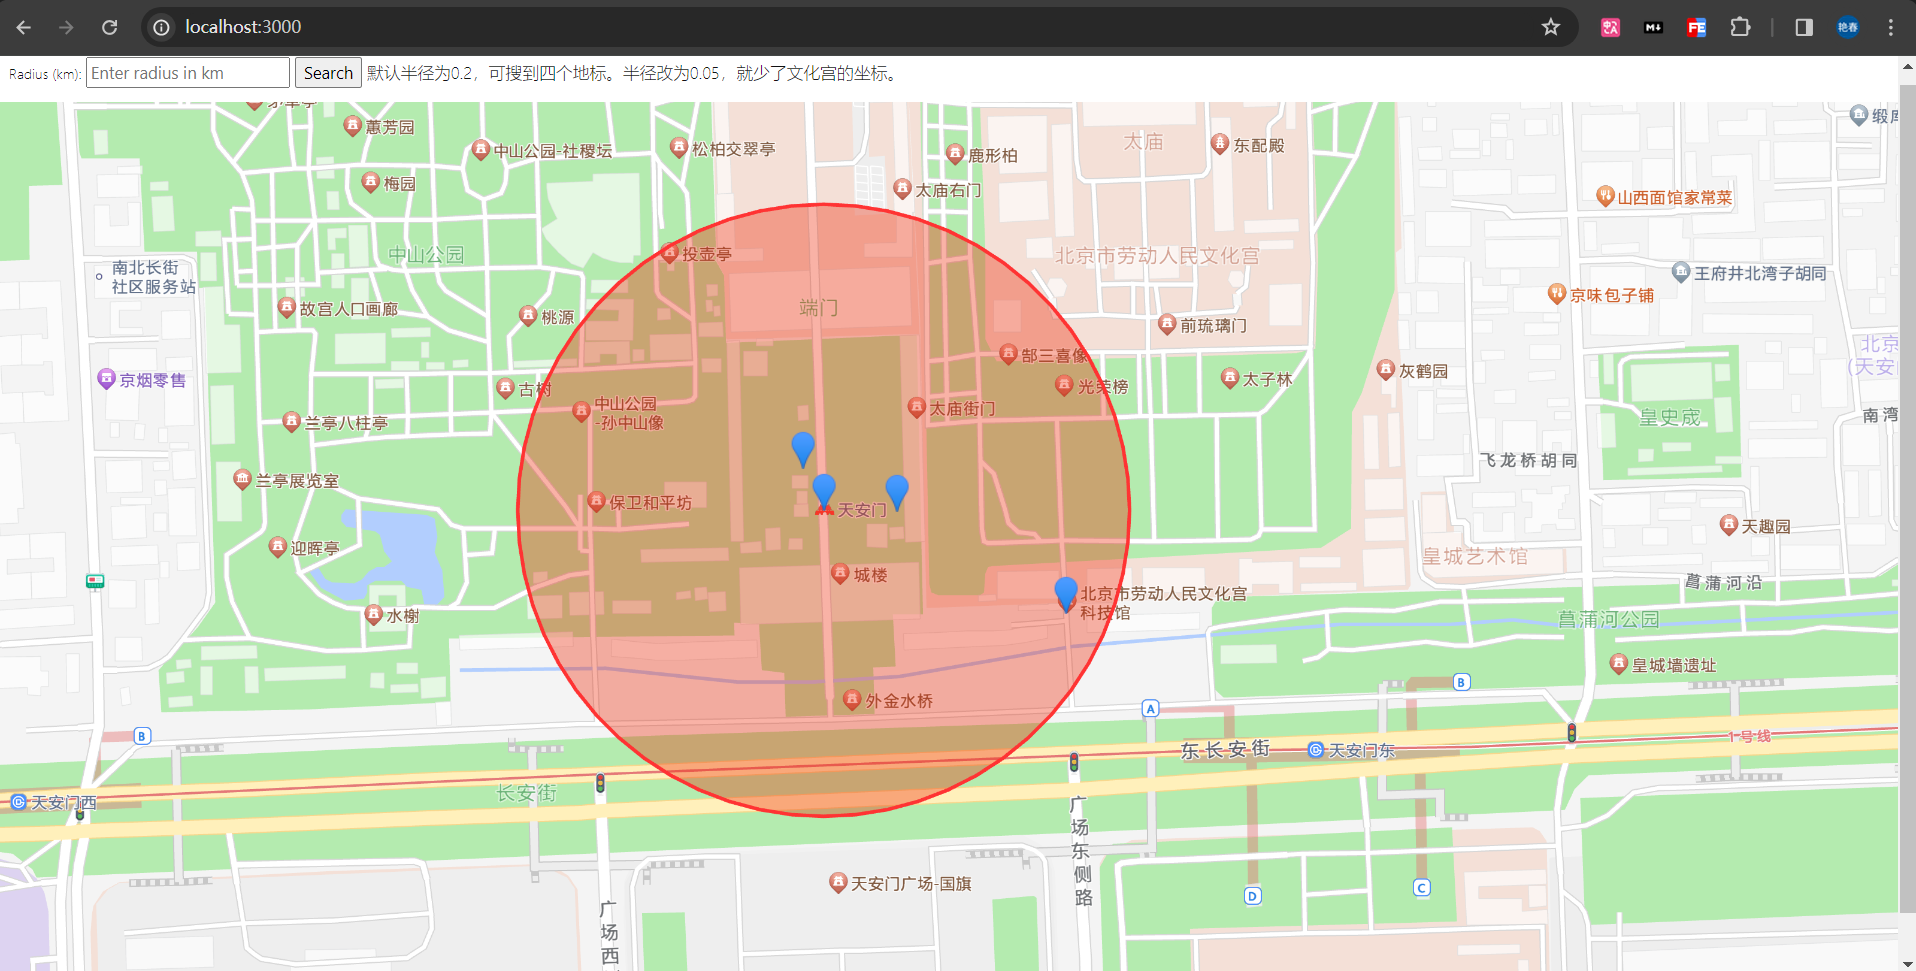 localhost:3000
Radius (km): Enter radius in km Search 默认半径为0.2，可搜到四个地标。半径改为0.05，就少了文化宫的坐标。
蕙芳园
中山公园-社稷坛
松柏交翠亭
鹿形柏
太庙
东配殿
梅园
太庙右门
山西面馆家常菜
中山公园
投壶亭
北京市劳动人民文化宫
南北长街
社区服务站
王府井北湾子胡同
京味包子铺
故宫人口画廊
桃源
端门
前琉璃门
郜三喜像
北京
(天安
京烟零售
古树
光荣榜
太子林
灰鹤园
中山公园
-孙中山像
太庙街门
兰亭八柱亭
皇史宬
南湾
飞龙桥胡同
兰亭展览室
保卫和平坊
天安门
天趣园
迎晖亭
皇城艺术馆
城楼
菖蒲河沿
北京市劳动人民文化宫
科技馆
水榭
菖蒲河公园
皇城墙遗址
外金水桥
B
A
B
东长安街
天安门东
1号线
长安街
天安门西
广场东侧路
天安门广场-国旗
D
C
广场西